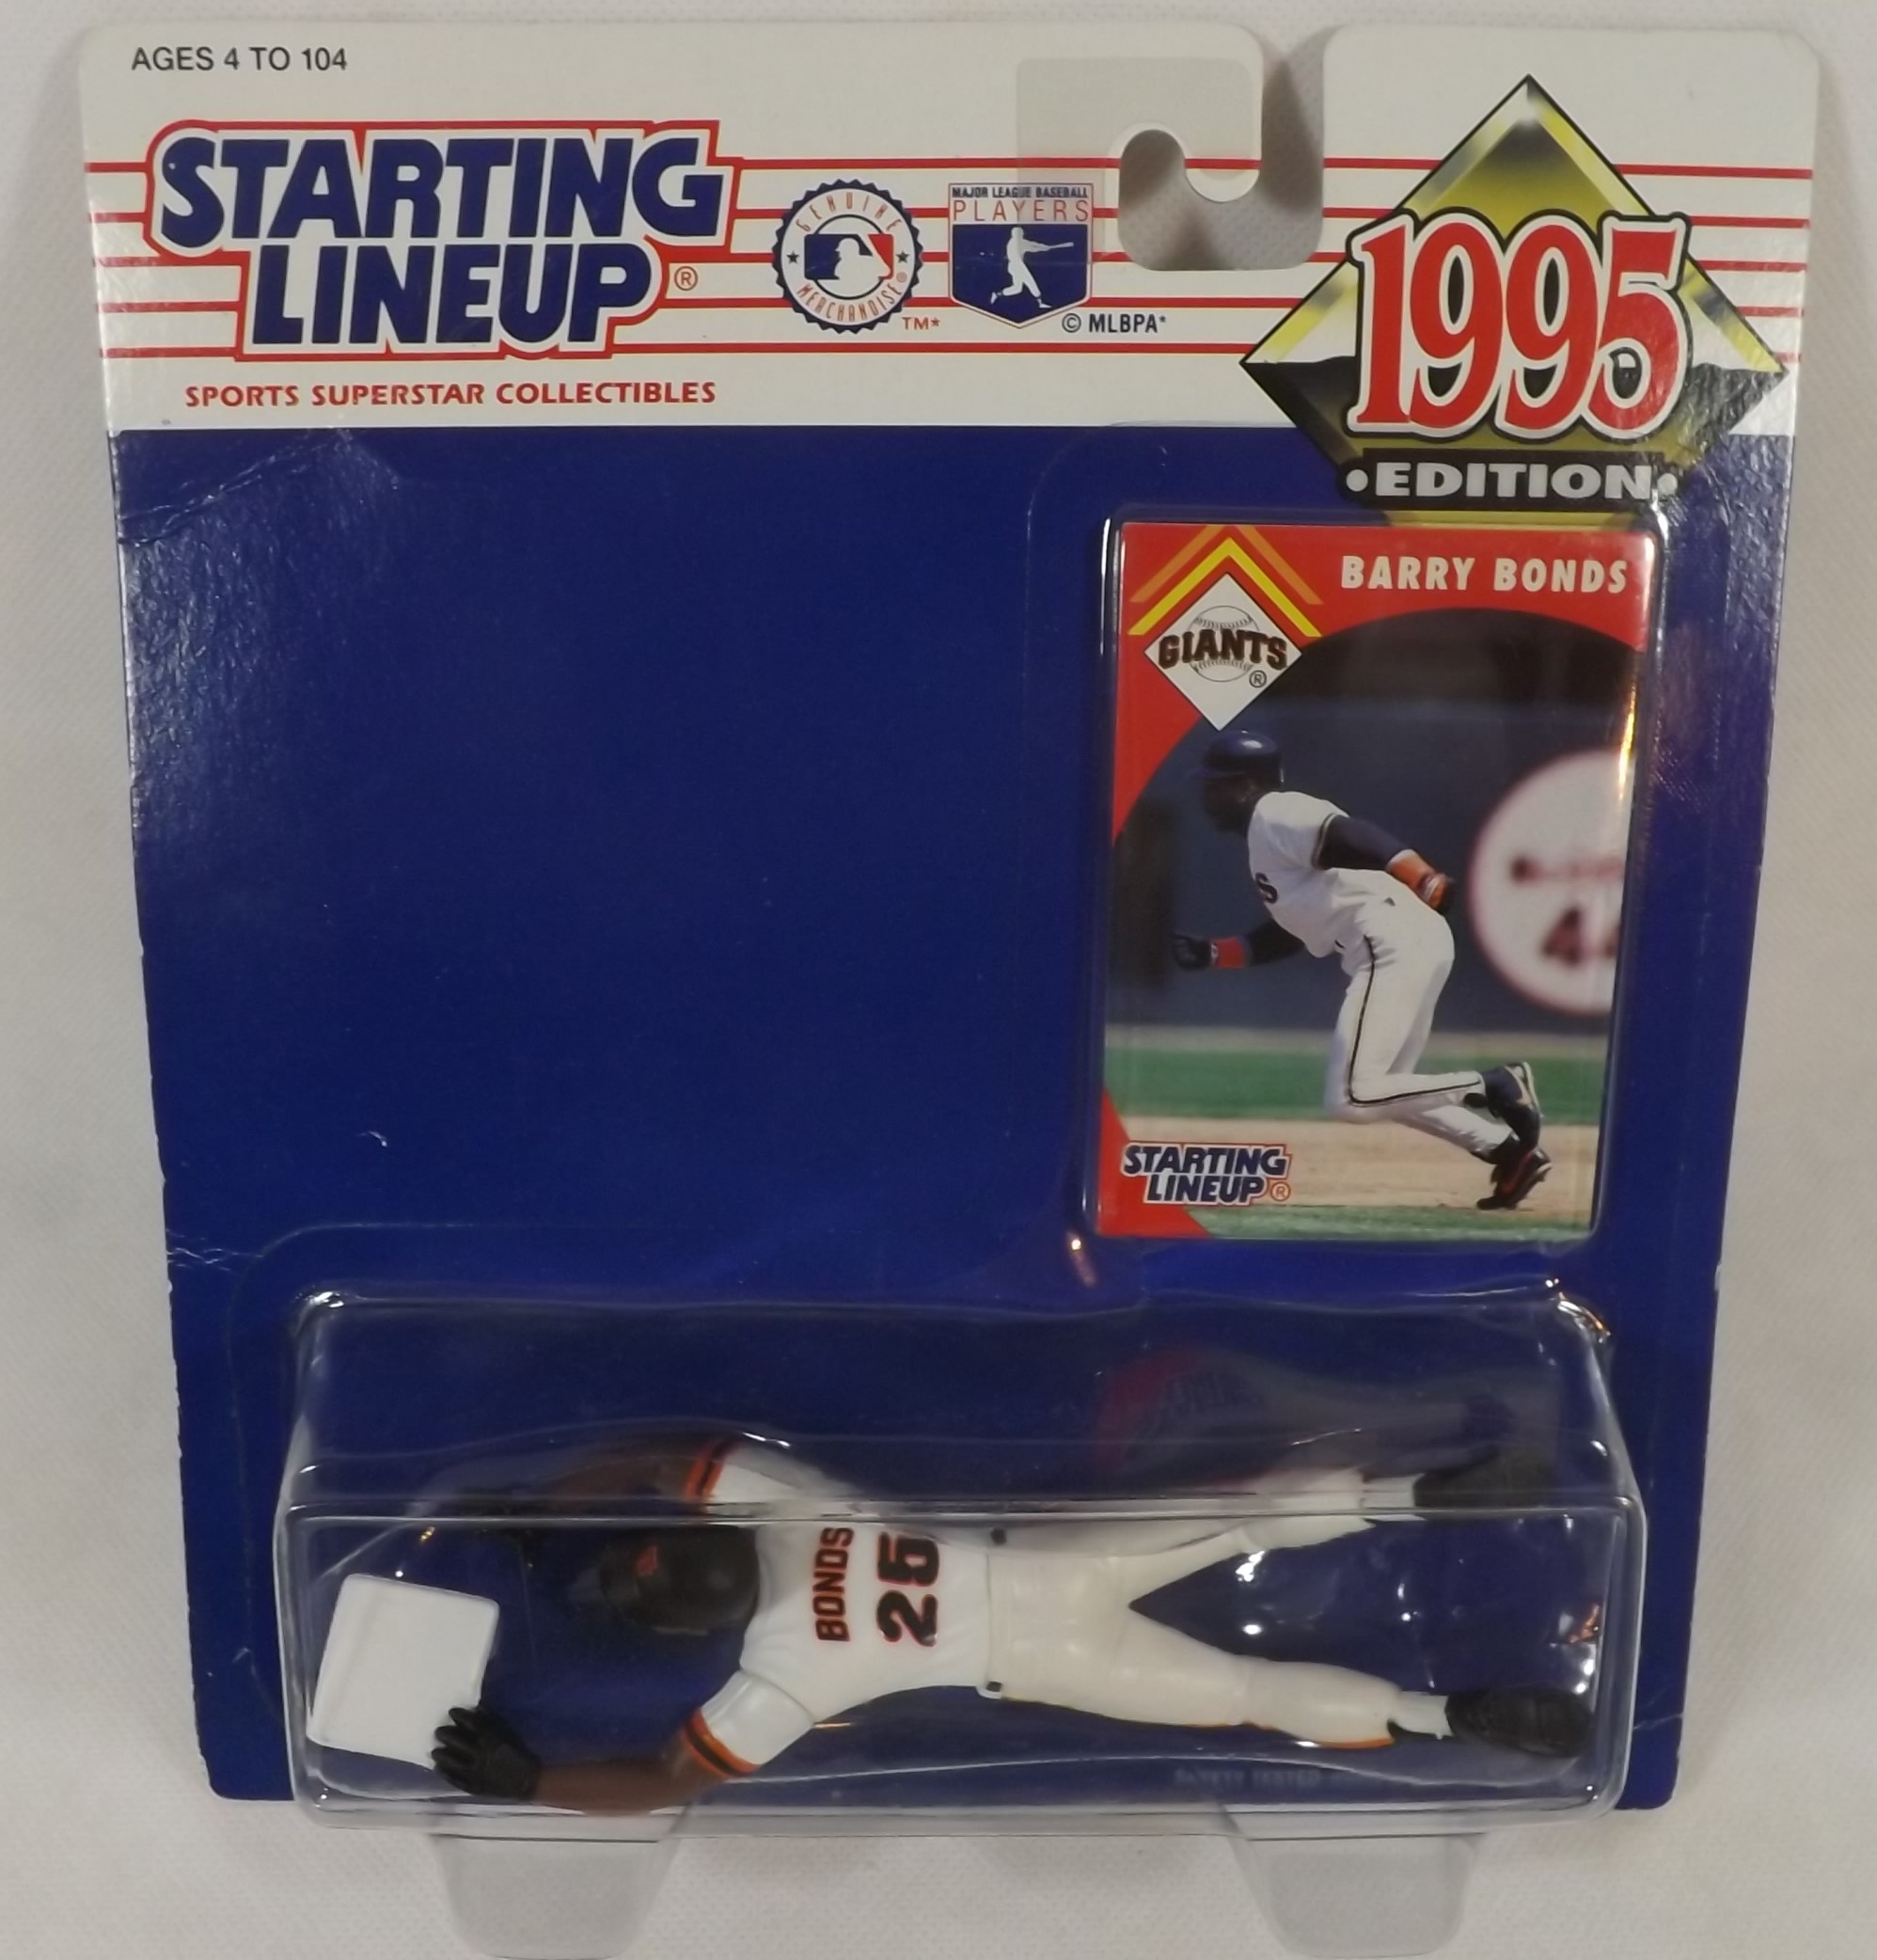 AGES 4 TO 104
STARTING
LINEUP®
SPORTS SUPERSTAR COLLECTIBLES
GENUINE
MERCHANDISE®
TM*
MAJOR LEAGUE BASEBALL
PLAYERS
© MLBPA*
1995
•EDITION•
BARRY BONDS
GIANTS
®
S
STARTING
LINEUP®
BONDS
25